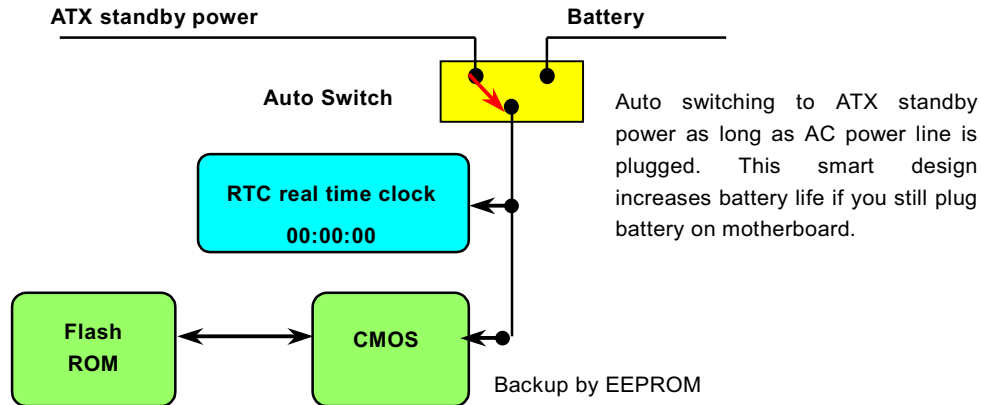 ATX standby power
Battery
Auto Switch
Auto switching to ATX standby
power as long as AC power line is
plugged. This smart design
increases battery life if you still plug
battery on motherboard.
RTC real time clock
00:00:00
Flash
ROM
CMOS
Backup by EEPROM